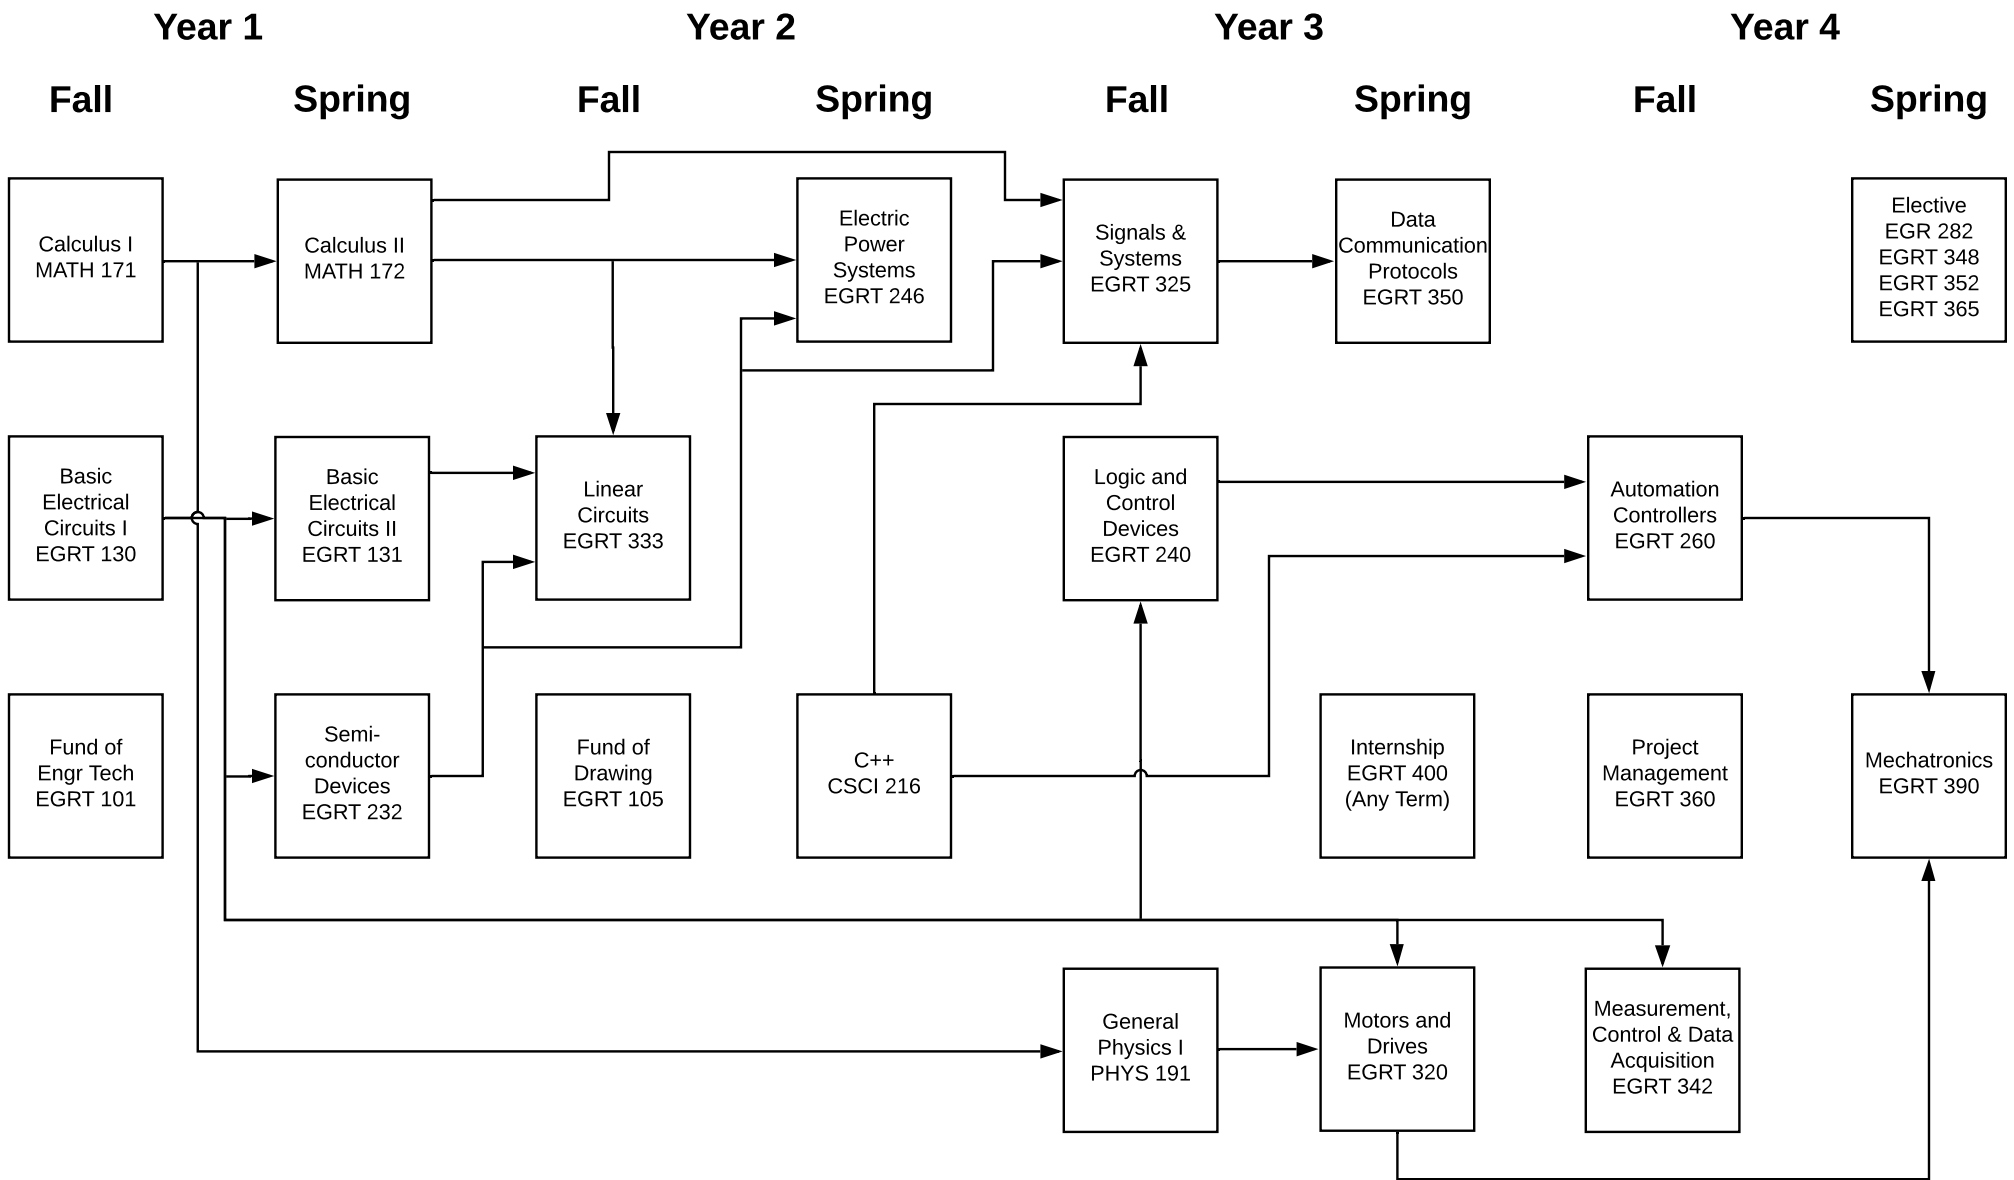 Year 1
Year 2
Year 3
Year 4
Fall
Spring
Fall
Spring
Fall
Spring
Fall
Spring
Calculus I
MATH 171
Calculus II
MATH 172
Electric
Power
Systems
EGRT 246
Signals &
Systems
EGRT 325
Data
Communication
Protocols
EGRT 350
Elective
EGR 282
EGRT 348
EGRT 352
EGRT 365
Basic
Electrical
Circuits I
EGRT 130
Basic
Electrical
Circuits II
EGRT 131
Linear
Circuits
EGRT 333
Logic and
Control
Devices
EGRT 240
Automation
Controllers
EGRT 260
Fund of
Engr Tech
EGRT 101
Semi-
conductor
Devices
EGRT 232
Fund of
Drawing
EGRT 105
C++
CSCI 216
Internship
EGRT 400
(Any Term)
Project
Management
EGRT 360
Mechatronics
EGRT 390
General
Physics I
PHYS 191
Motors and
Drives
EGRT 320
Measurement,
Control & Data
Acquisition
EGRT 342